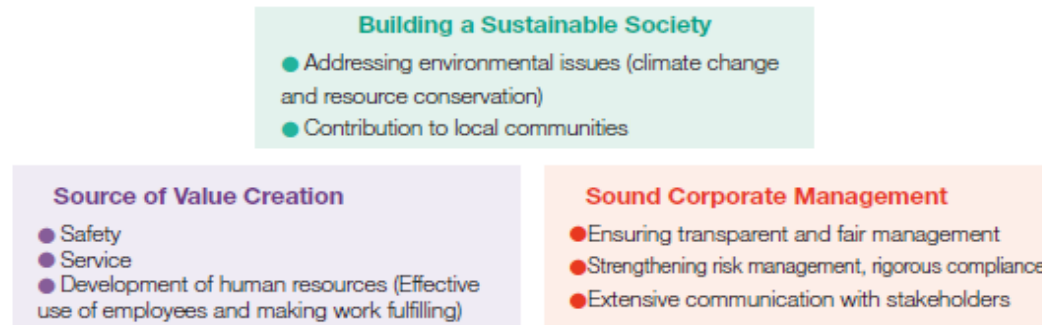 Building a Sustainable Society
● Addressing environmental issues (climate change
and resource conservation)
● Contribution to local communities
Source of Value Creation
● Safety
● Service
● Development of human resources (Effective
use of employees and making work fulfilling)
Sound Corporate Management
●Ensuring transparent and fair management
●Strengthening risk management, rigorous compliance
●Extensive communication with stakeholders